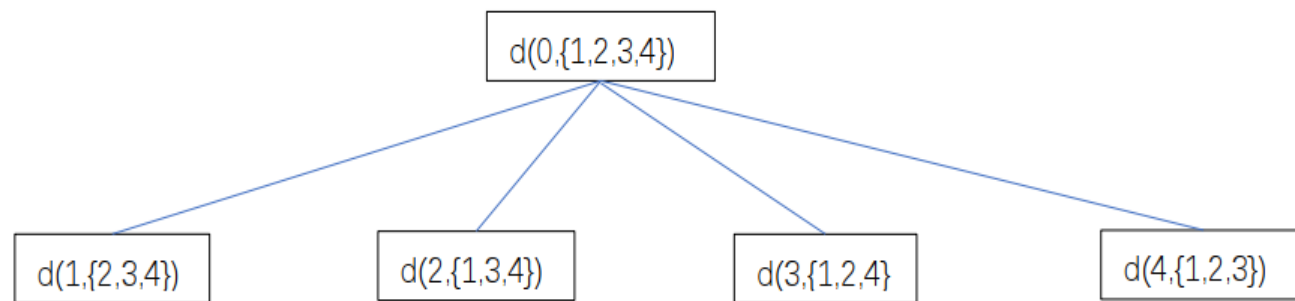 d(0,{1,2,3,4})
d(1,{2,3,4})
d(2,{1,3,4})
d(3,{1,2,4}
d(4,{1,2,3})